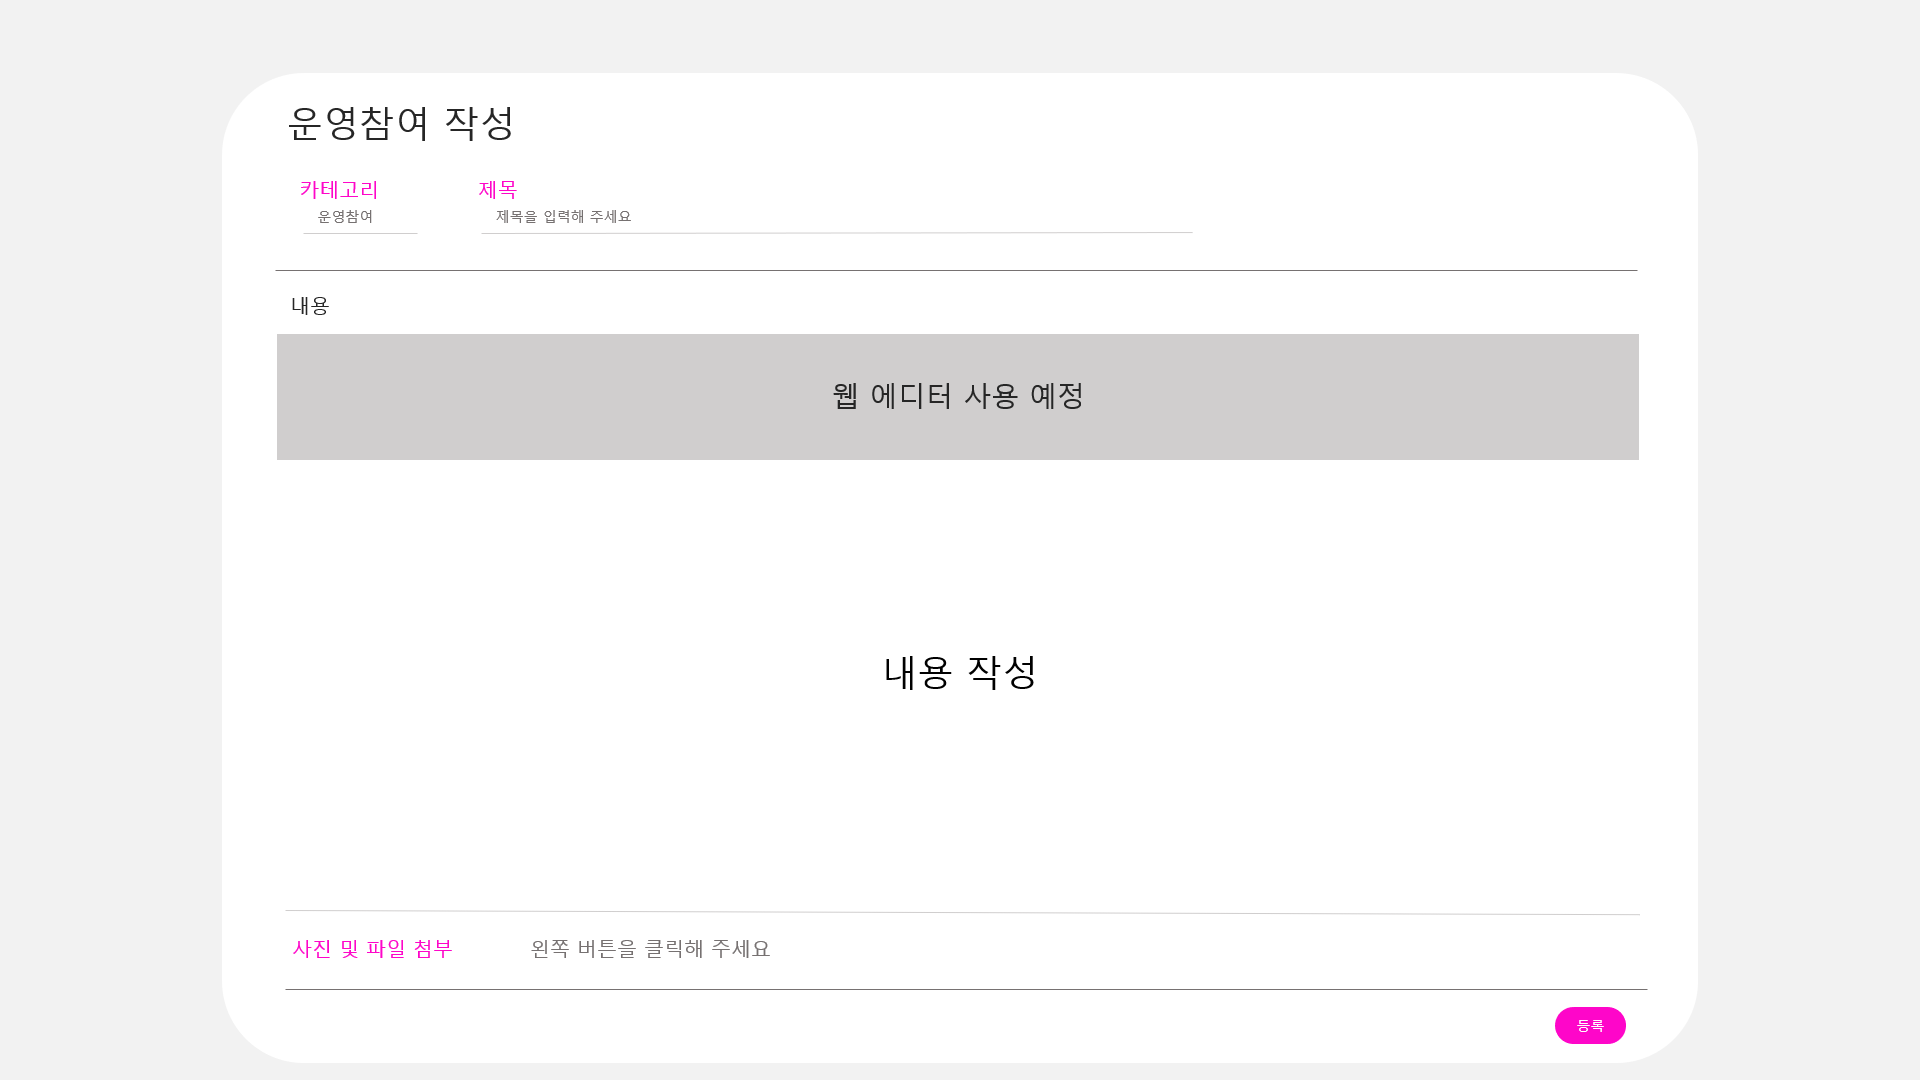 운영참여 작성
카테고리
제목
운영참여
제목을 입력해 주세요
내용
웹 에디터 사용 예정
내용 작성
사진 및 파일 첨부
왼쪽 버튼을 클릭해 주세요
등록